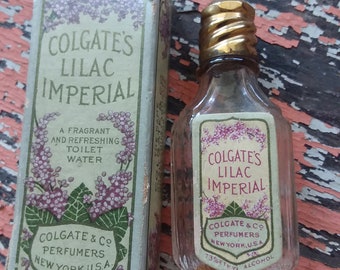 COLGATE'S
LILAC
IMPERIAL
A FRAGRANT
AND REFRESHING
TOILET
WATER
COLGATE & CO
PERFUMERS
NEW YORK. U.S.A.
COLGATE'S
LILAC
IMPERIAL
COLGATE & CO.
PERFUMERS
NEW YORK. U.S.A.
ALCOHOL